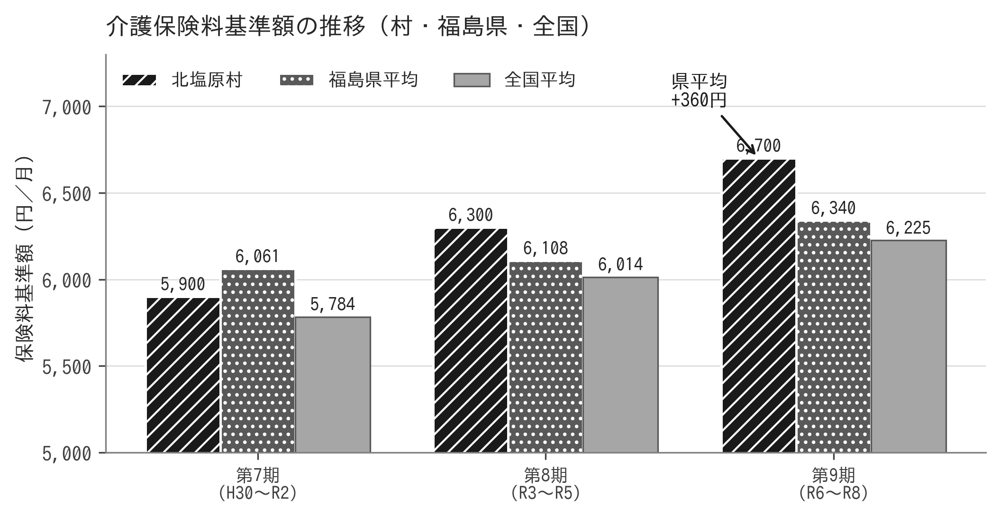 介護保険料基準額の推移（村・福島県・全国）
北塩原村
福島県平均
全国平均
県平均
+360円
保険料基準額（円／月）
7,000
6,500
6,000
5,500
5,000
5,900
6,061
5,784
6,300
6,108
6,014
6,700
6,340
6,225
第7期
（H30～R2）
第8期
（R3～R5）
第9期
（R6～R8）